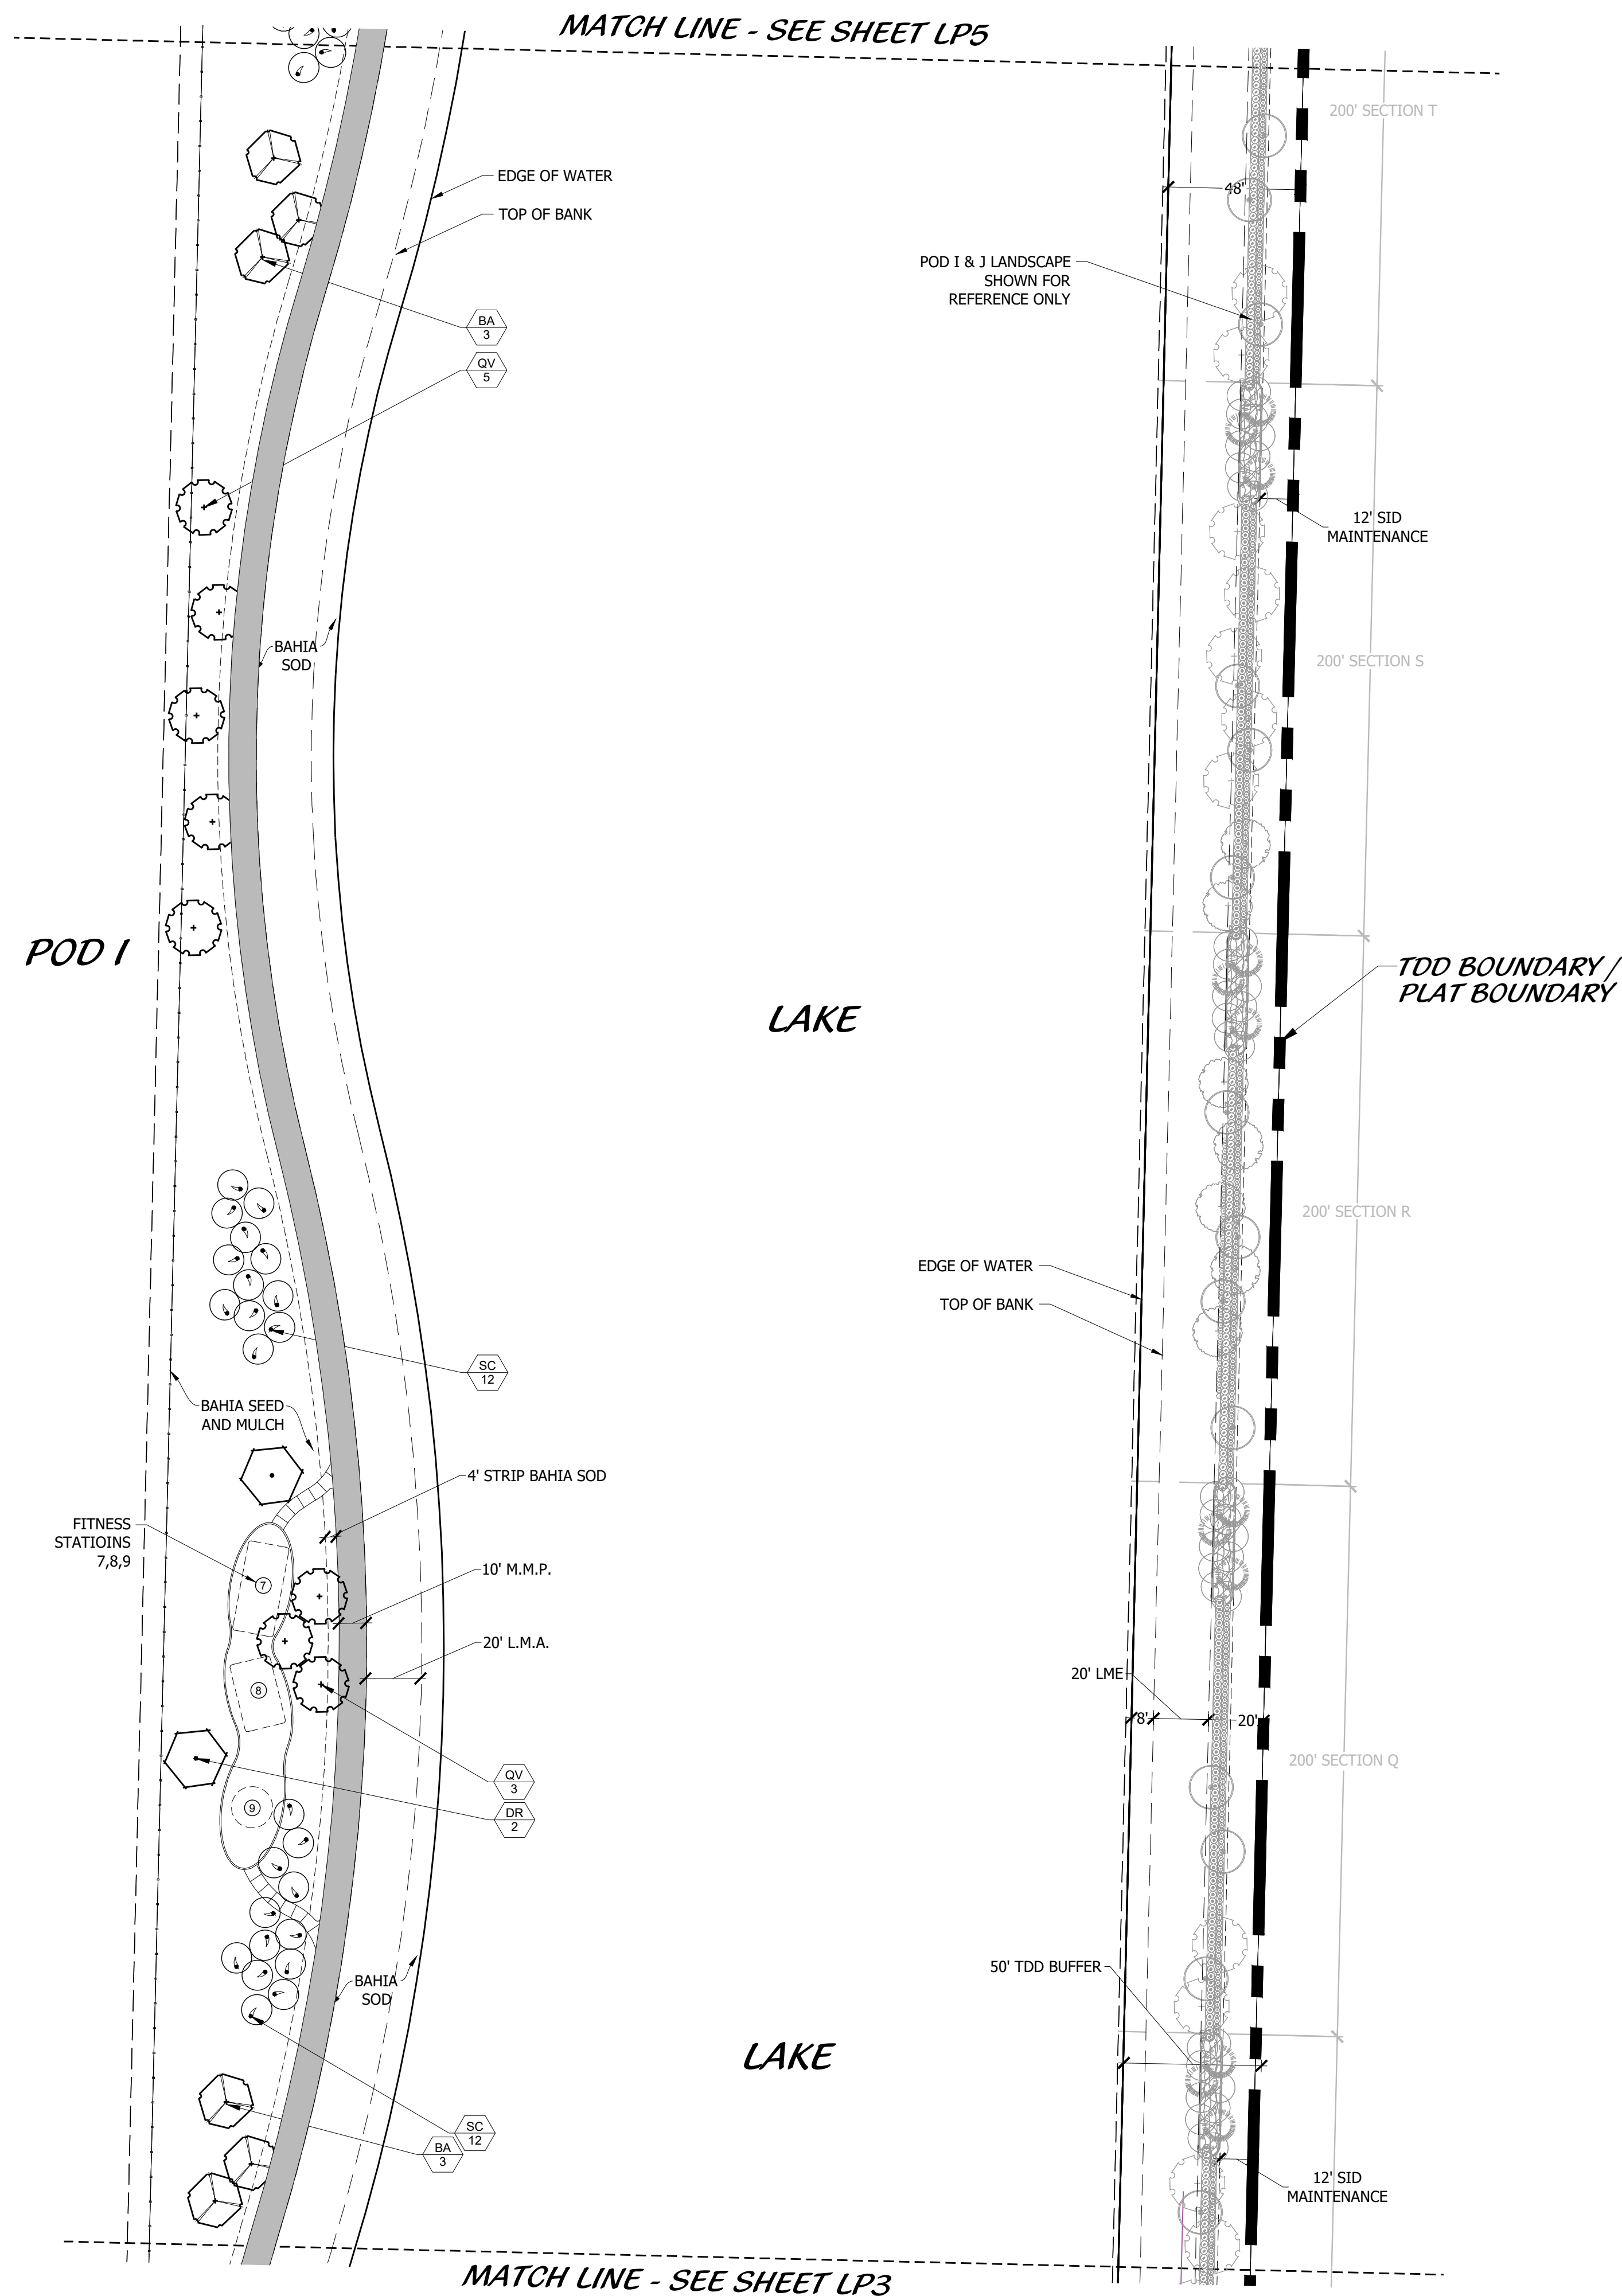 MATCH LINE - SEE SHEET LP5
200' SECTION T
EDGE OF WATER
48'
TOP OF BANK
POD I & J LANDSCAPE
SHOWN FOR
REFERENCE ONLY
BA
3
QV
5
12' SID
MAINTENANCE
BAHIA
SOD
200' SECTION S
POD I
TDD BOUNDARY /
PLAT BOUNDARY
LAKE
200' SECTION R
EDGE OF WATER
TOP OF BANK
SC
12
BAHIA SEED
AND MULCH
4' STRIP BAHIA SOD
FITNESS
STATIOINS
7,8,9
7
10' M.M.P.
20' L.M.A.
20' LME
8
8'
20'
200' SECTION Q
QV
3
DR
2
9
50' TDD BUFFER
BAHIA
SOD
LAKE
SC
12
BA
3
12' SID
MAINTENANCE
MATCH LINE - SEE SHEET LP3